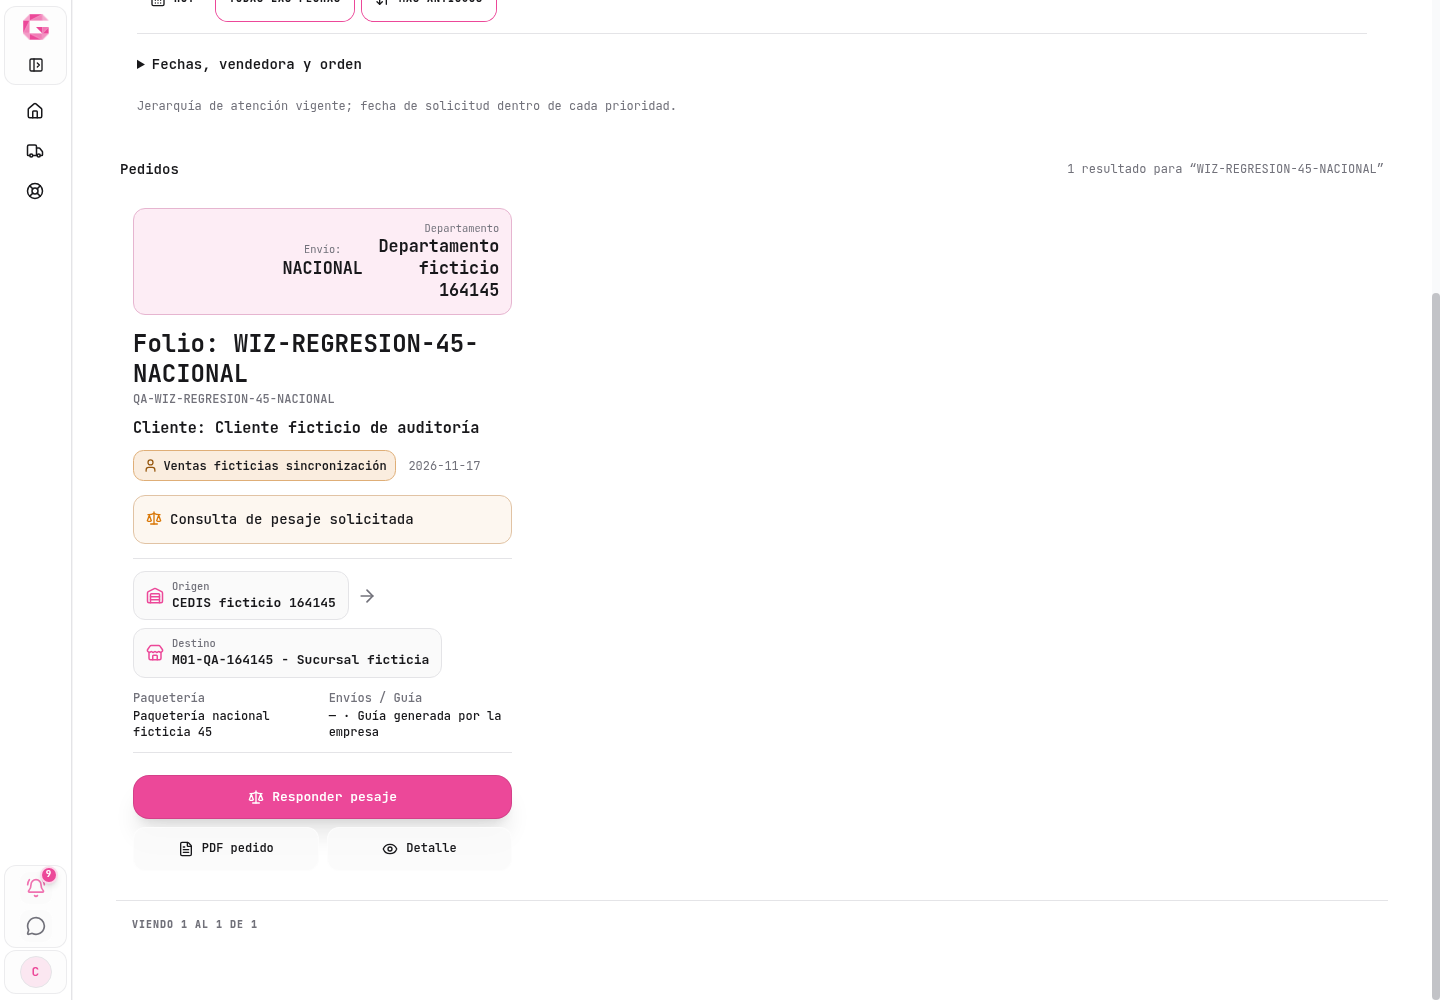 Fechas, vendedora y orden
Jerarquía de atención vigente; fecha de solicitud dentro de cada prioridad.
Pedidos
1 resultado para “WIZ-REGRESION-45-NACIONAL”
Envío:
NACIONAL
Departamento
Departamento
ficticio
164145
Folio: WIZ-REGRESION-45-
NACIONAL
QA-WIZ-REGRESION-45-NACIONAL
Cliente: Cliente ficticio de auditoría
Ventas ficticias sincronización
2026-11-17
Consulta de pesaje solicitada
Origen
CEDIS ficticio 164145
Destino
M01-QA-164145 - Sucursal ficticia
Paquetería
Paquetería nacional
ficticia 45
Envíos / Guía
— · Guía generada por la
empresa
Responder pesaje
PDF pedido
Detalle
VIENDO 1 AL 1 DE 1
9
C